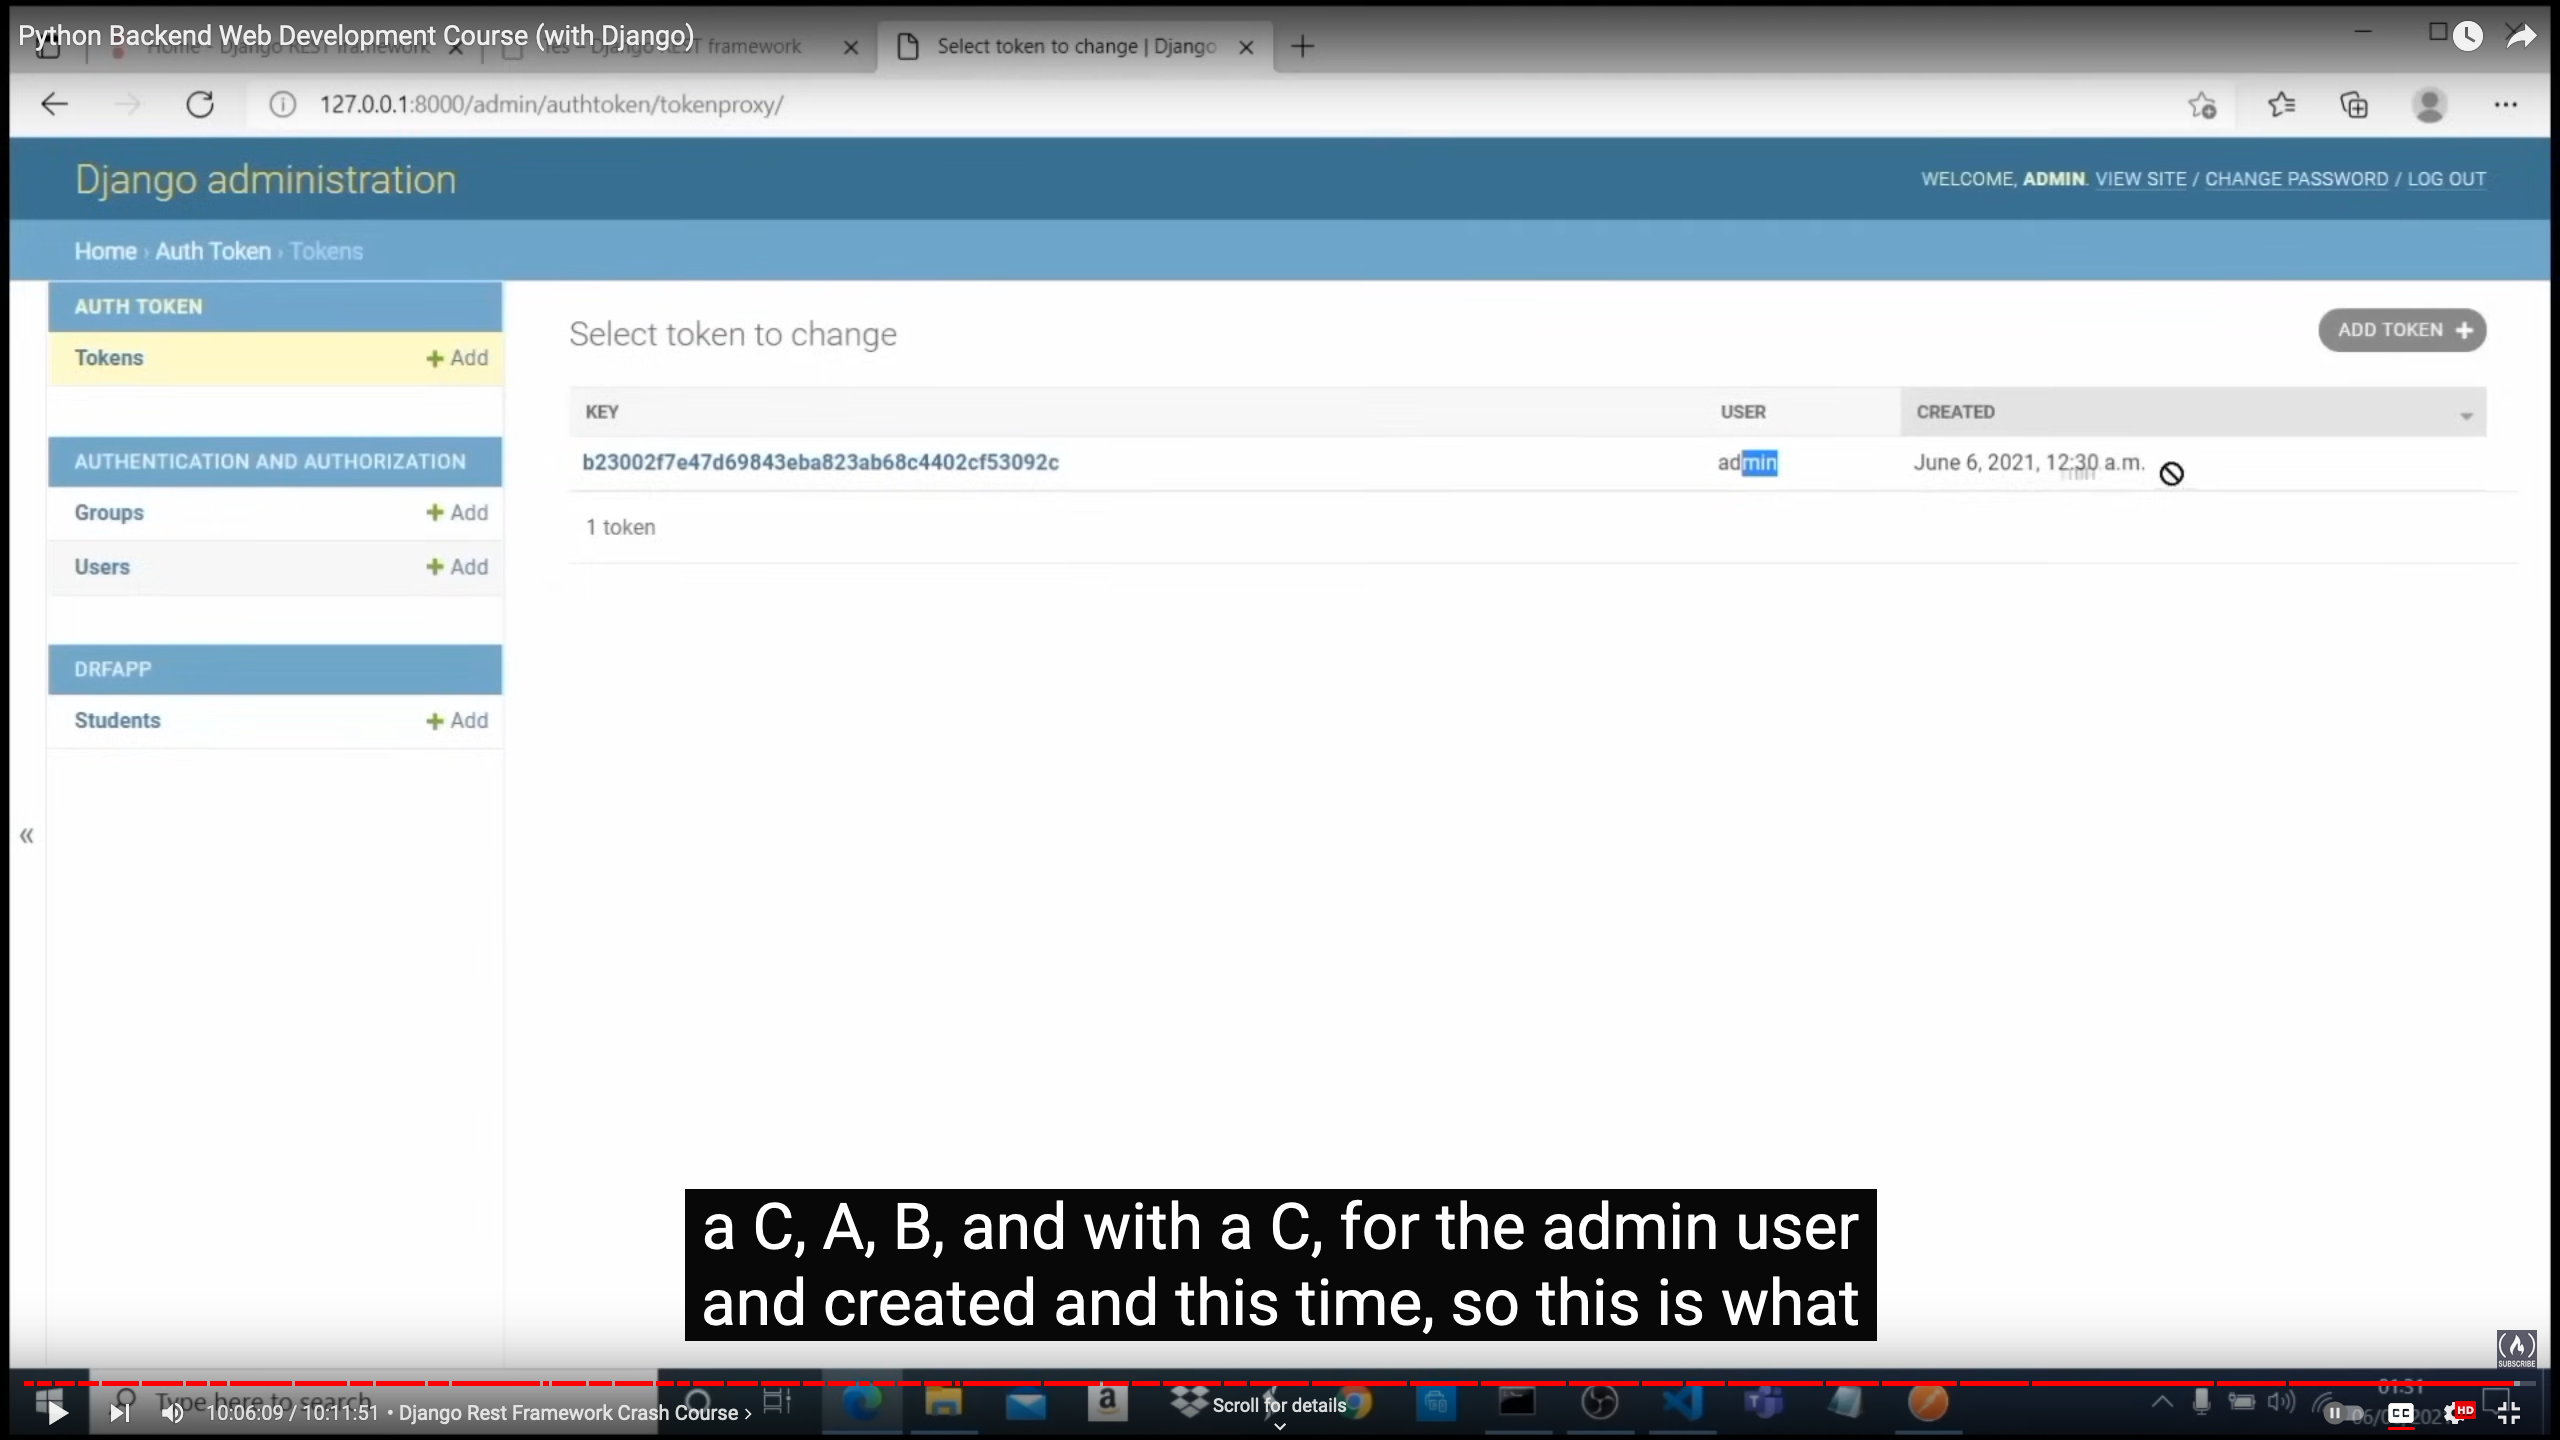 Python Backend Web Development Course (with Django)
Select token to change | Django
127.0.0.1:8000/admin/authtoken/tokenproxy/
Django administration
WELCOME, ADMIN. VIEW SITE / CHANGE PASSWORD / LOG OUT
Home › Auth Token › Tokens
AUTH TOKEN
Tokens + Add
AUTHENTICATION AND AUTHORIZATION
Groups + Add
Users + Add
DRFAPP
Students + Add
«
Select token to change
ADD TOKEN +
KEY USER CREATED
b23002f7e47d69843eba823ab68c4402cf53092c admin June 6, 2021, 12:30 a.m.
1 token
a C, A, B, and with a C, for the admin user
and created and this time, so this is what
SUBSCRIBE
Type here to search
10:06:09 / 10:11:51 • Django Rest Framework Crash Course ›
Scroll for details
CC
HD